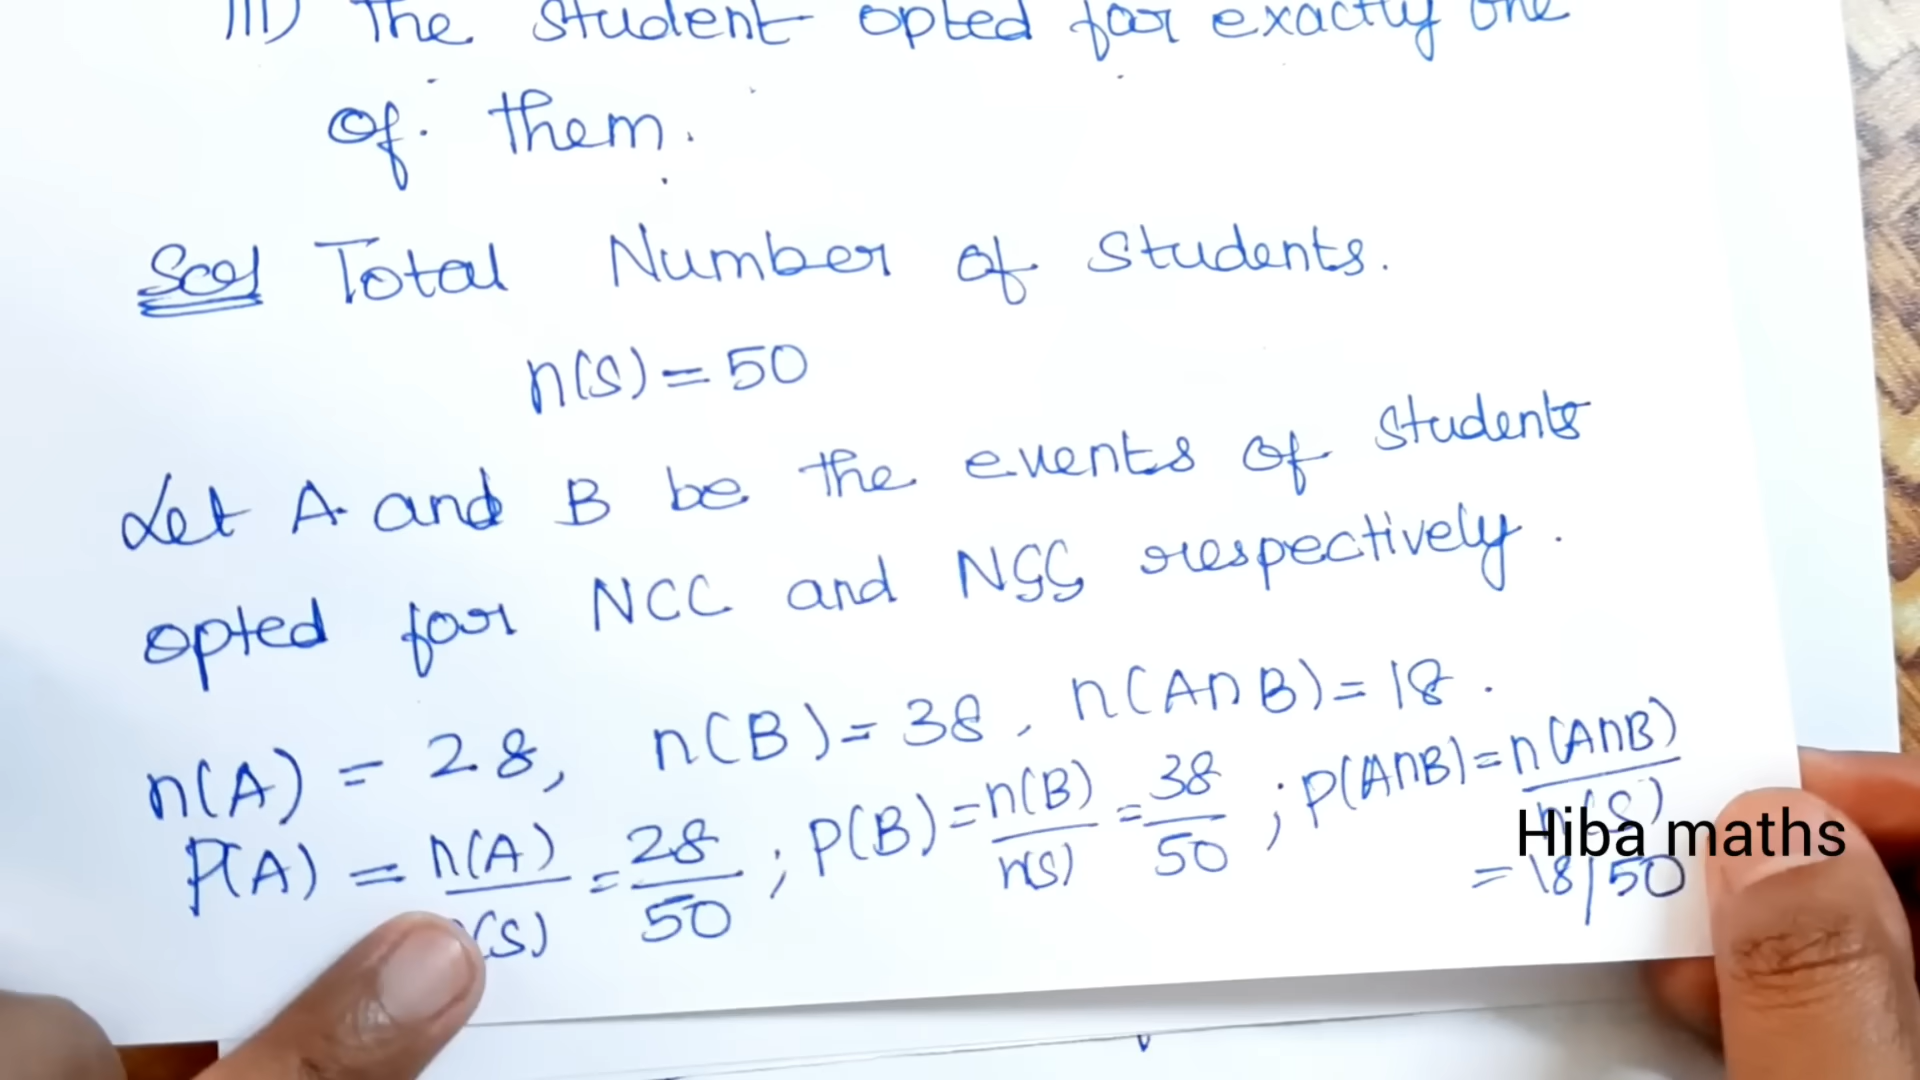 III) The student opted for exactly one
of them.
Sol Total Number of Students.
n(S) = 50
Let A and B be the events of students
opted for NCC and NSS respectively.
n(A) = 28, n(B) = 38, n(A∩B) = 18.
P(A) = n(A)/n(S) = 28/50 ; P(B) = n(B)/n(S) = 38/50 ; P(A∩B) = n(A∩B)/n(S)
= 18/50
Hiba maths